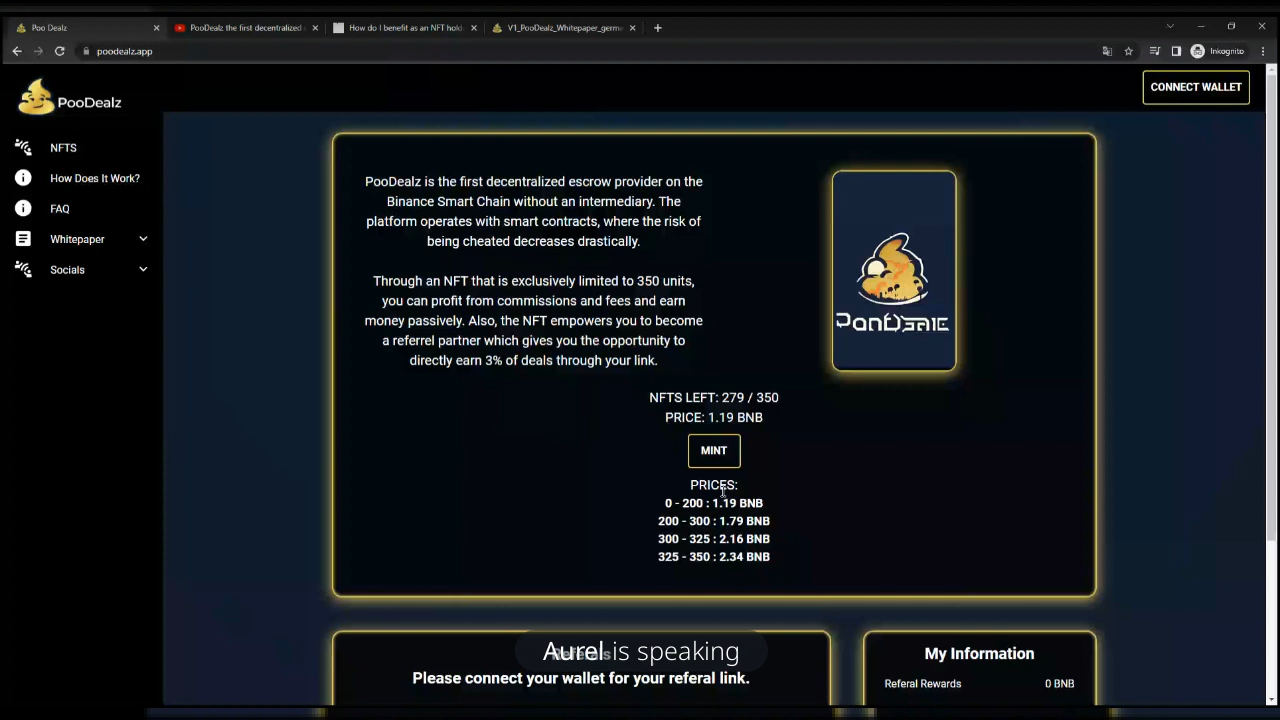 Poo Dealz
PooDealz the first decentralized
How do I benefit as an NFT hold
V1_PooDealz_Whitepaper_germ
poodealz.app
Inkognito
PooDealz
CONNECT WALLET
NFTS
How Does It Work?
FAQ
Whitepaper
Socials
PooDealz is the first decentralized escrow provider on the
Binance Smart Chain without an intermediary. The
platform operates with smart contracts, where the risk of
being cheated decreases drastically.
Through an NFT that is exclusively limited to 350 units,
you can profit from commissions and fees and earn
money passively. Also, the NFT empowers you to become
a referrel partner which gives you the opportunity to
directly earn 3% of deals through your link.
NFTS LEFT: 279 / 350
PRICE: 1.19 BNB
MINT
PRICES:
0 - 200 : 1.19 BNB
200 - 300 : 1.79 BNB
300 - 325 : 2.16 BNB
325 - 350 : 2.34 BNB
Aurel is speaking
Please connect your wallet for your referal link.
My Information
Referal Rewards
0 BNB